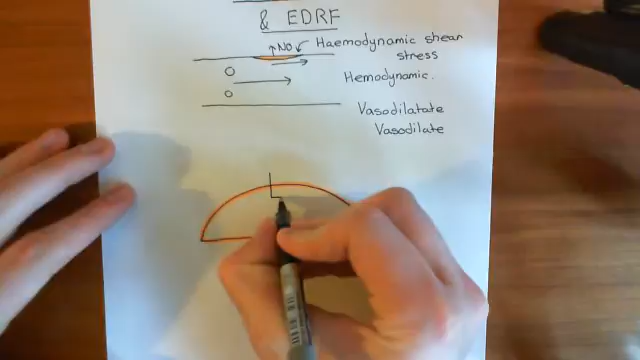 & EDRF
↑NO Haemodynamic shear
stress
Hemodynamic.
Vasodilatate
Vasodilate